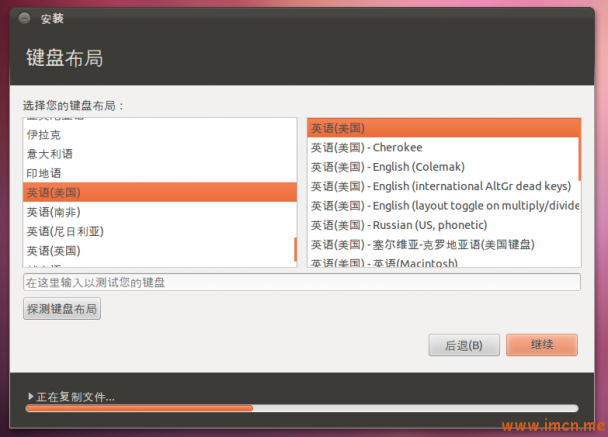 安装
键盘布局
选择您的键盘布局：
伊拉克
意大利语
印地语
英语(美国)
英语(南非)
英语(尼日利亚)
英语(英国)
英语(美国)
英语(美国) - Cherokee
英语(美国) - English (Colemak)
英语(美国) - English (international AltGr dead keys)
英语(美国) - English (layout toggle on multiply/divide
英语(美国) - Russian (US, phonetic)
英语(美国) - 塞尔维亚-克罗地亚语(美国键盘)
英语(美国) - 英语(Macintosh)
在这里输入以测试您的键盘
探测键盘布局
后退(B)
继续
正在复制文件...
www.imcn.me